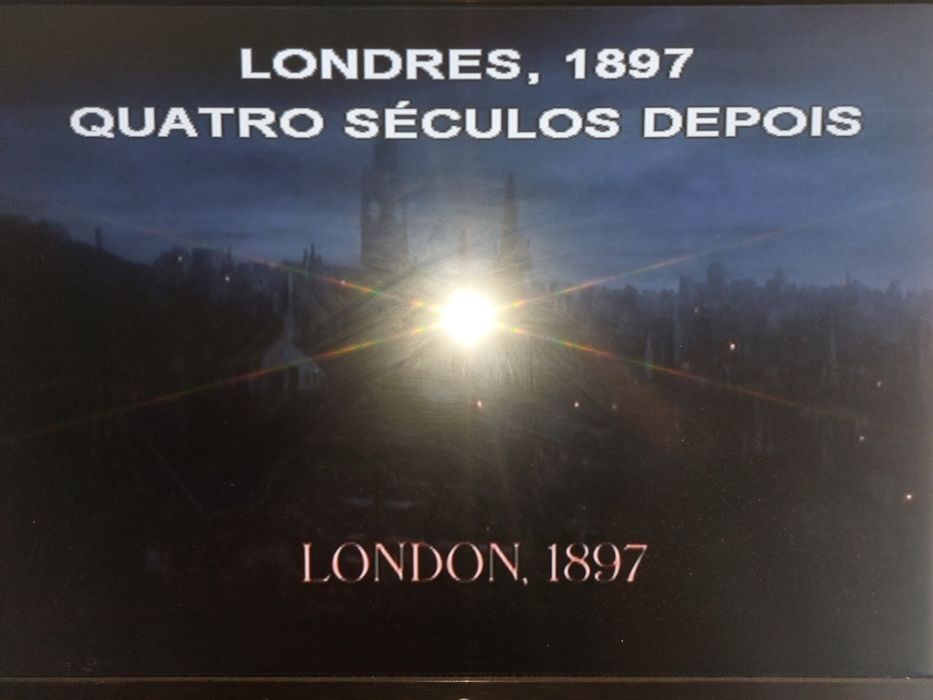 LONDRES, 1897
QUATRO SÉCULOS DEPOIS
LONDON, 1897